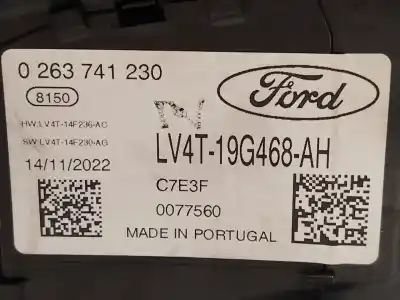 0 263 741 230
Ford
8150
HW:LV4T-14F236-AC
SW:LV4T-14F230-AG
LV4T-19G468-AH
14/11/2022
C7E3F
0077560
MADE IN PORTUGAL